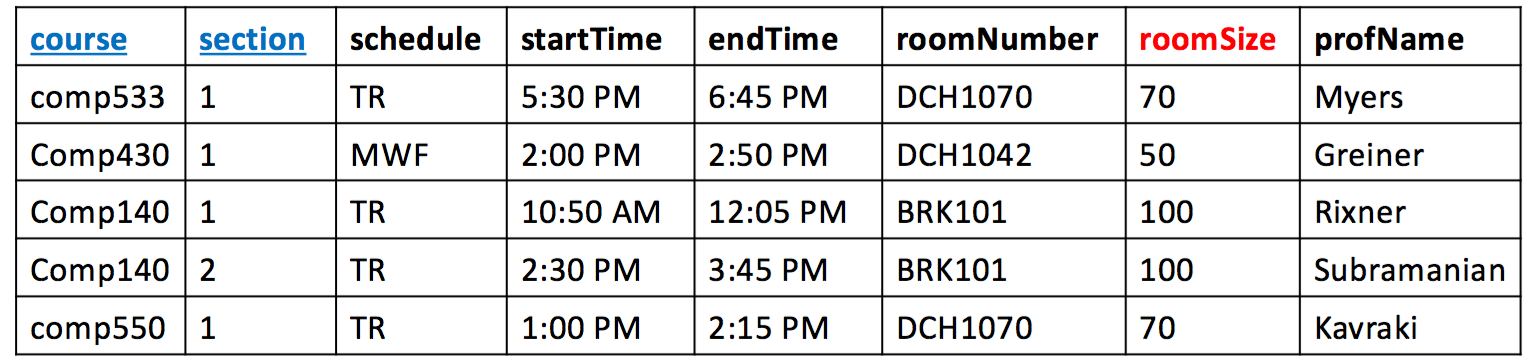 course section schedule startTime endTime roomNumber roomSize profName
comp533 1 TR 5:30 PM 6:45 PM DCH1070 70 Myers
Comp430 1 MWF 2:00 PM 2:50 PM DCH1042 50 Greiner
Comp140 1 TR 10:50 AM 12:05 PM BRK101 100 Rixner
Comp140 2 TR 2:30 PM 3:45 PM BRK101 100 Subramanian
comp550 1 TR 1:00 PM 2:15 PM DCH1070 70 Kavraki